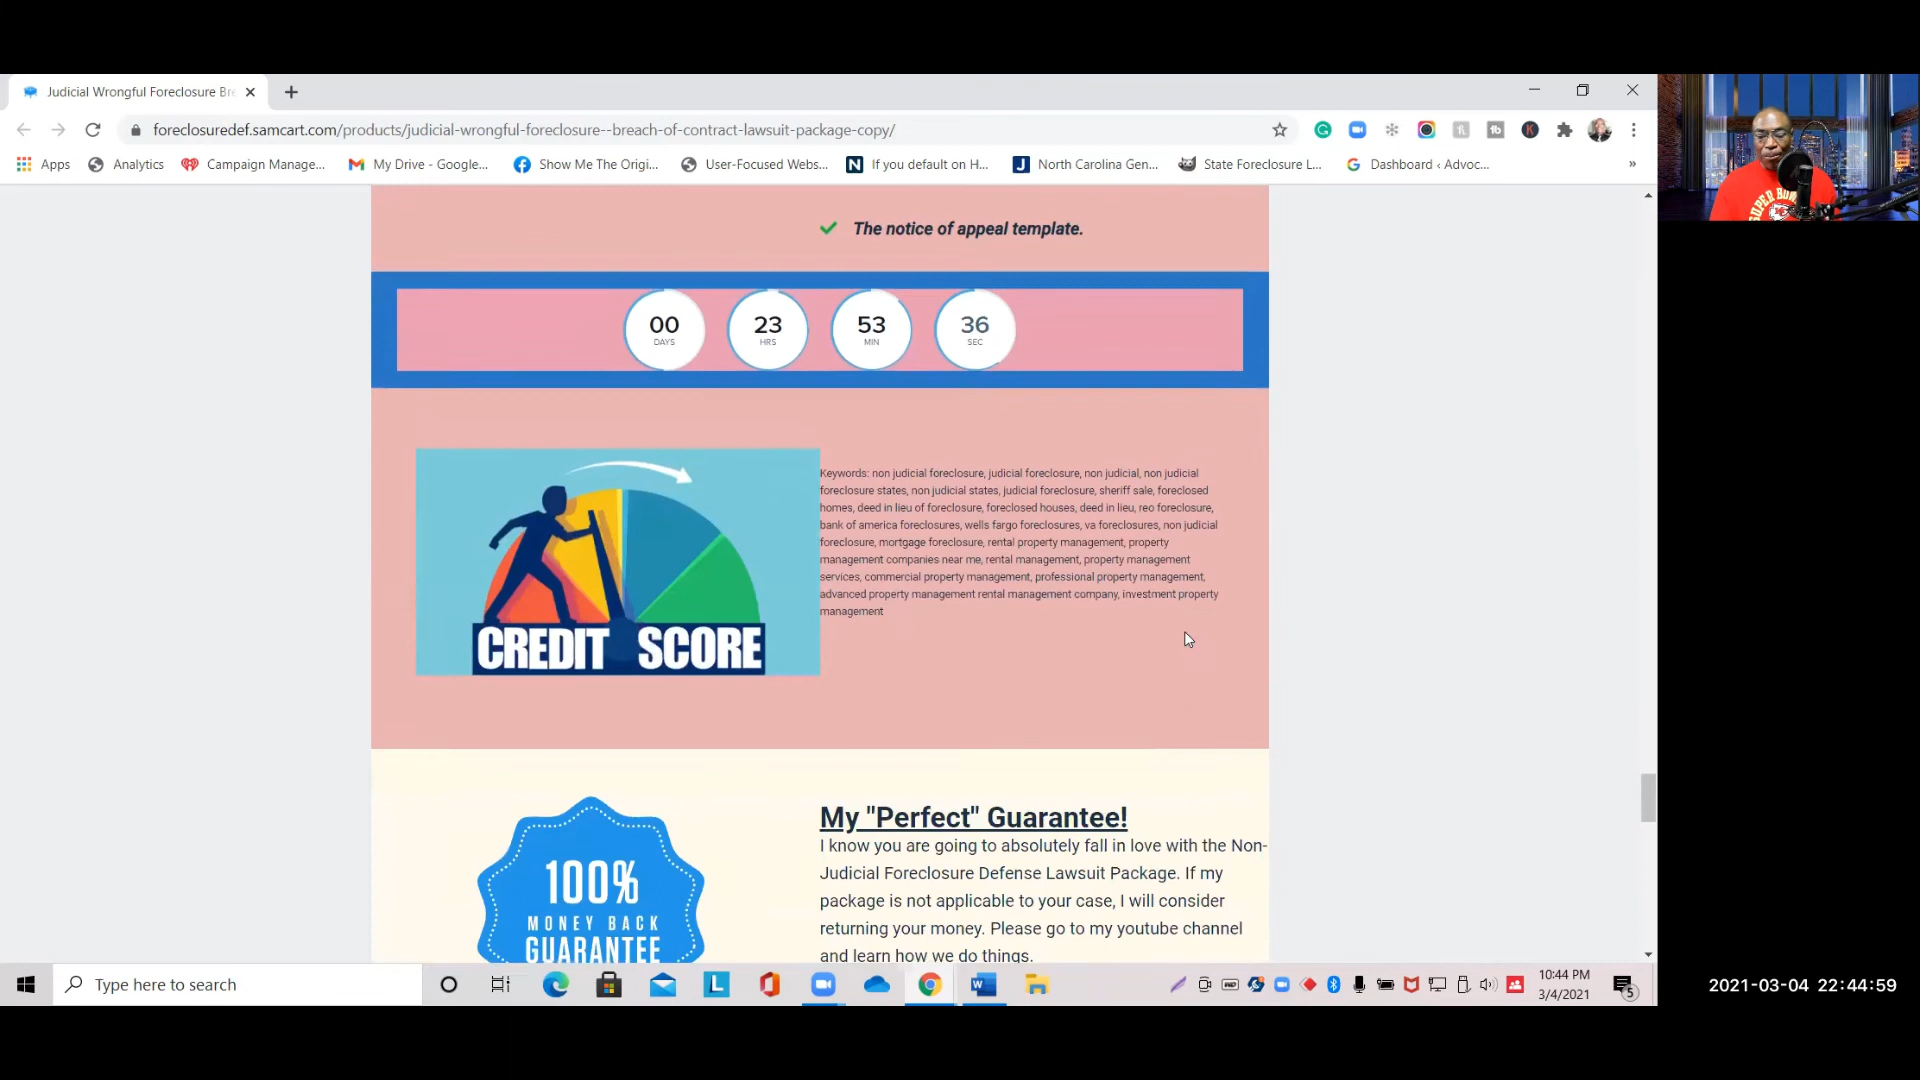 Judicial Wrongful Foreclosure Bre
foreclosuredef.samcart.com/products/judicial-wrongful-foreclosure--breach-of-contract-lawsuit-package-copy/
Apps Analytics Campaign Manage... My Drive - Google... Show Me The Origi... User-Focused Webs... If you default on H... North Carolina Gen... State Foreclosure L... Dashboard ‹ Advoc... »
SUPER BOWL
The notice of appeal template.
00 23 53 36
DAYS HRS MIN SEC
Keywords: non judicial foreclosure, judicial foreclosure, non judicial, non judicial
foreclosure states, non judicial states, judicial foreclosure, sheriff sale, foreclosed
homes, deed in lieu of foreclosure, foreclosed houses, deed in lieu, reo foreclosure,
bank of america foreclosures, wells fargo foreclosures, va foreclosures, non judicial
foreclosure, mortgage foreclosure, rental property management, property
management companies near me, rental management, property management
services, commercial property management, professional property management,
advanced property management rental management company, investment property
management
CREDIT SCORE
100%
MONEY BACK
GUARANTEE
My "Perfect" Guarantee!
I know you are going to absolutely fall in love with the Non-
Judicial Foreclosure Defense Lawsuit Package. If my
package is not applicable to your case, I will consider
returning your money. Please go to my youtube channel
and learn how we do things.
Type here to search
10:44 PM
3/4/2021
5
2021-03-04 22:44:59